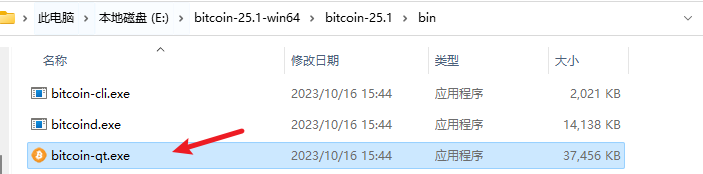 此电脑 > 本地磁盘 (E:) > bitcoin-25.1-win64 > bitcoin-25.1 > bin
名称 修改日期 类型 大小
bitcoin-cli.exe 2023/10/16 15:44 应用程序 2,021 KB
bitcoind.exe 2023/10/16 15:44 应用程序 14,138 KB
bitcoin-qt.exe 2023/10/16 15:44 应用程序 37,456 KB